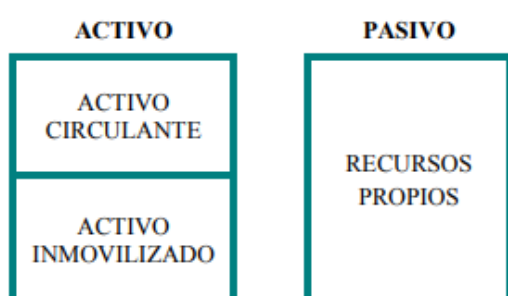 ACTIVO
PASIVO
ACTIVO
CIRCULANTE
RECURSOS
PROPIOS
ACTIVO
INMOVILIZADO